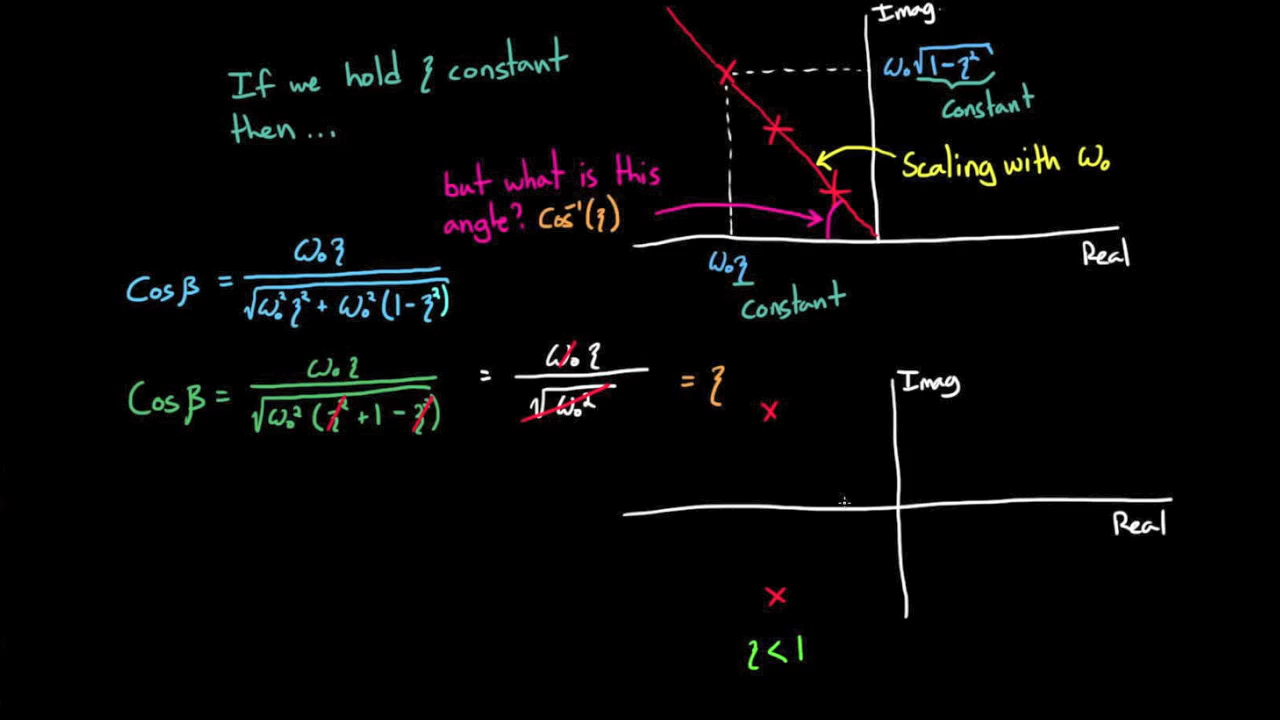 If we hold ζ constant
then...
Imag.
ω₀√(1-ζ²)
constant
Scaling with ω₀
but what is this
angle? Cos⁻¹(ζ)
Real
ω₀ζ
constant
Cosβ = ω₀ζ / √(ω₀²ζ² + ω₀²(1-ζ²))
Cosβ = ω₀ζ / √(ω₀²(ζ² + 1 - ζ²)) = ω₀ζ / √(ω₀²) = ζ
Imag
Real
ζ < 1